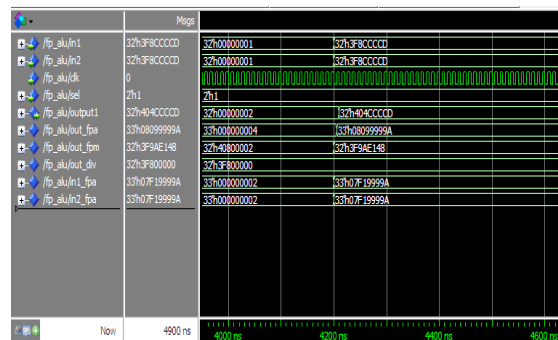 Msgs
/fp_alu/in1 32'h3F8CCCCD 32'h00000001 32'h3F8CCCCD
/fp_alu/in2 32'h3F8CCCCD 32'h00000001 32'h3F8CCCCD
/fp_alu/clk 0
/fp_alu/sel 2'h1 2'h1
/fp_alu/output1 32'h404CCCCD 32'h00000002 32'h404CCCCD
/fp_alu/out_fpa 33'h08099999A 33'h000000004 33'h08099999A
/fp_alu/out_fpm 32'h3F9AE148 32'h40800002 32'h3F9AE148
/fp_alu/out_div 32'h3F800000 32'h3F800000
/fp_alu/in1_fpa 33'h07F19999A 33'h000000002 33'h07F19999A
/fp_alu/in2_fpa 33'h07F19999A 33'h000000002 33'h07F19999A
Now 4900 ns 4000 ns 4200 ns 4400 ns 4600 ns